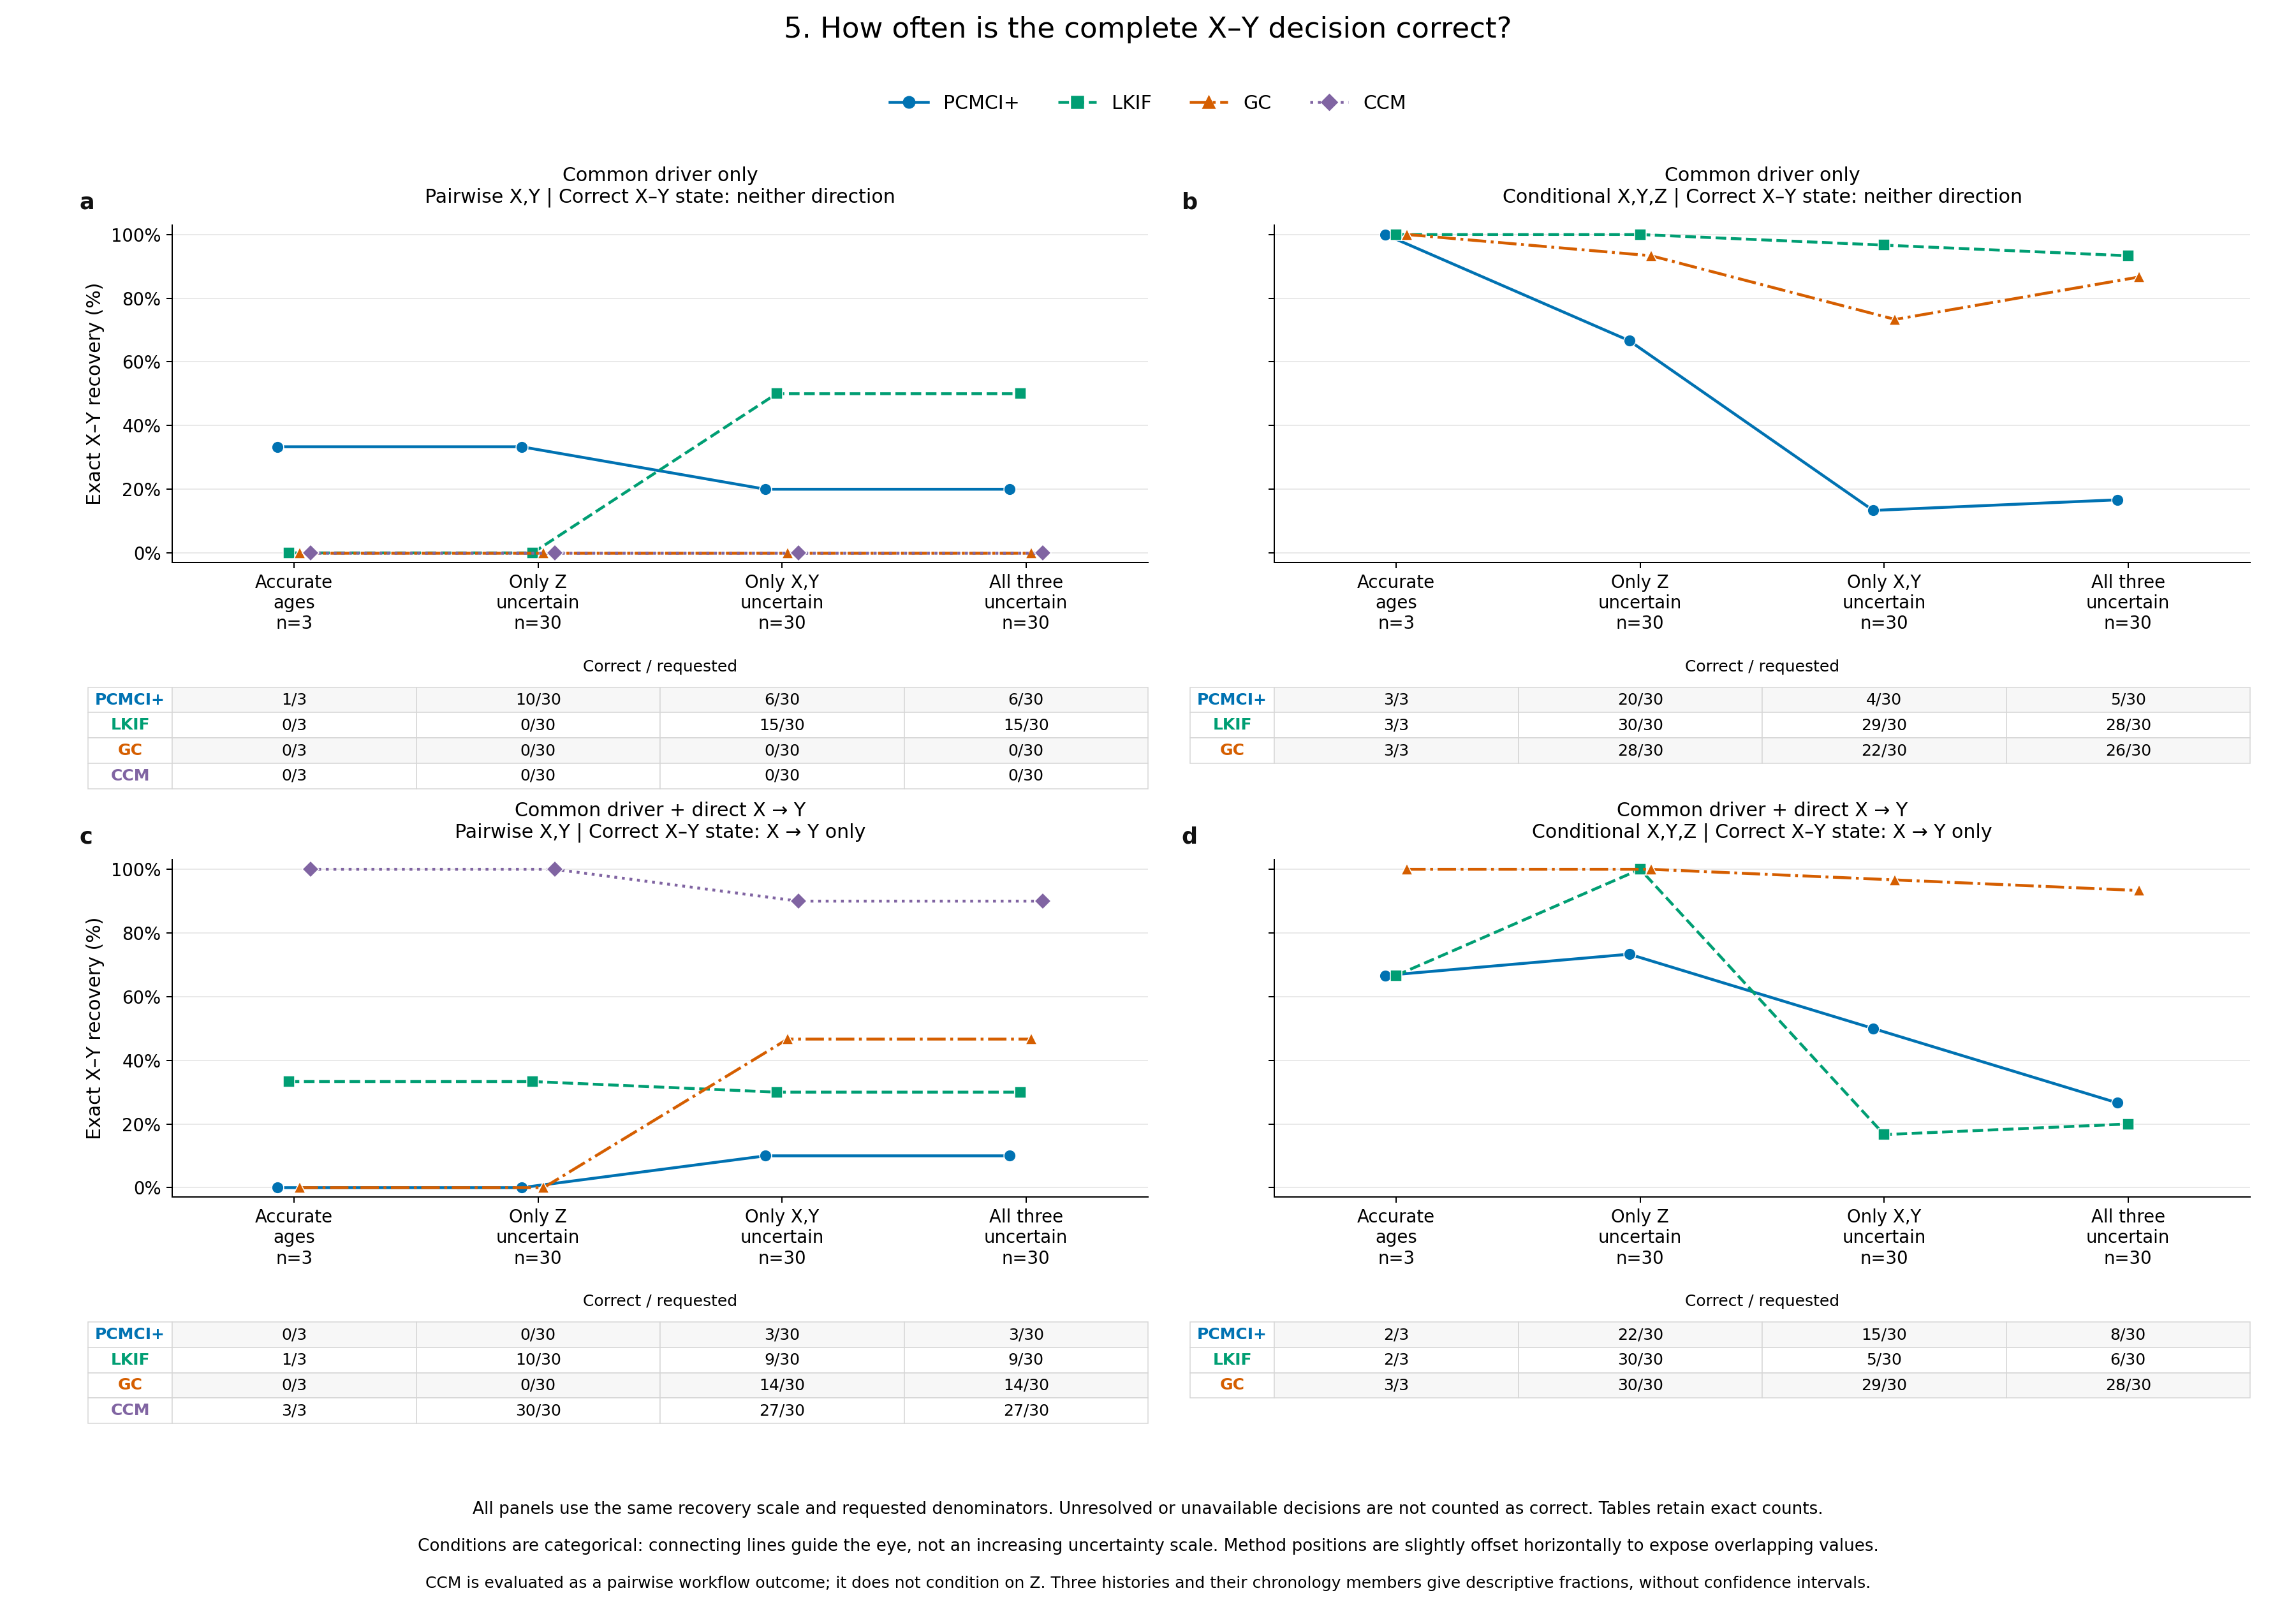 5. How often is the complete X–Y decision correct?
PCMCI+ LKIF GC CCM
Common driver only
a Pairwise X,Y | Correct X–Y state: neither direction
Exact X–Y recovery (%)
100%
80%
60%
40%
20%
0%
Accurate Only Z Only X,Y All three
ages uncertain uncertain uncertain
n=3 n=30 n=30 n=30
Correct / requested
PCMCI+ 1/3 10/30 6/30 6/30
LKIF 0/3 0/30 15/30 15/30
GC 0/3 0/30 0/30 0/30
CCM 0/3 0/30 0/30 0/30
Common driver only
b Conditional X,Y,Z | Correct X–Y state: neither direction
Accurate Only Z Only X,Y All three
ages uncertain uncertain uncertain
n=3 n=30 n=30 n=30
Correct / requested
PCMCI+ 3/3 20/30 4/30 5/30
LKIF 3/3 30/30 29/30 28/30
GC 3/3 28/30 22/30 26/30
Common driver + direct X → Y
c Pairwise X,Y | Correct X–Y state: X → Y only
Exact X–Y recovery (%)
100%
80%
60%
40%
20%
0%
Accurate Only Z Only X,Y All three
ages uncertain uncertain uncertain
n=3 n=30 n=30 n=30
Correct / requested
PCMCI+ 0/3 0/30 3/30 3/30
LKIF 1/3 10/30 9/30 9/30
GC 0/3 0/30 14/30 14/30
CCM 3/3 30/30 27/30 27/30
Common driver + direct X → Y
d Conditional X,Y,Z | Correct X–Y state: X → Y only
Accurate Only Z Only X,Y All three
ages uncertain uncertain uncertain
n=3 n=30 n=30 n=30
Correct / requested
PCMCI+ 2/3 22/30 15/30 8/30
LKIF 2/3 30/30 5/30 6/30
GC 3/3 30/30 29/30 28/30
All panels use the same recovery scale and requested denominators. Unresolved or unavailable decisions are not counted as correct. Tables retain exact counts.
Conditions are categorical: connecting lines guide the eye, not an increasing uncertainty scale. Method positions are slightly offset horizontally to expose overlapping values.
CCM is evaluated as a pairwise workflow outcome; it does not condition on Z. Three histories and their chronology members give descriptive fractions, without confidence intervals.